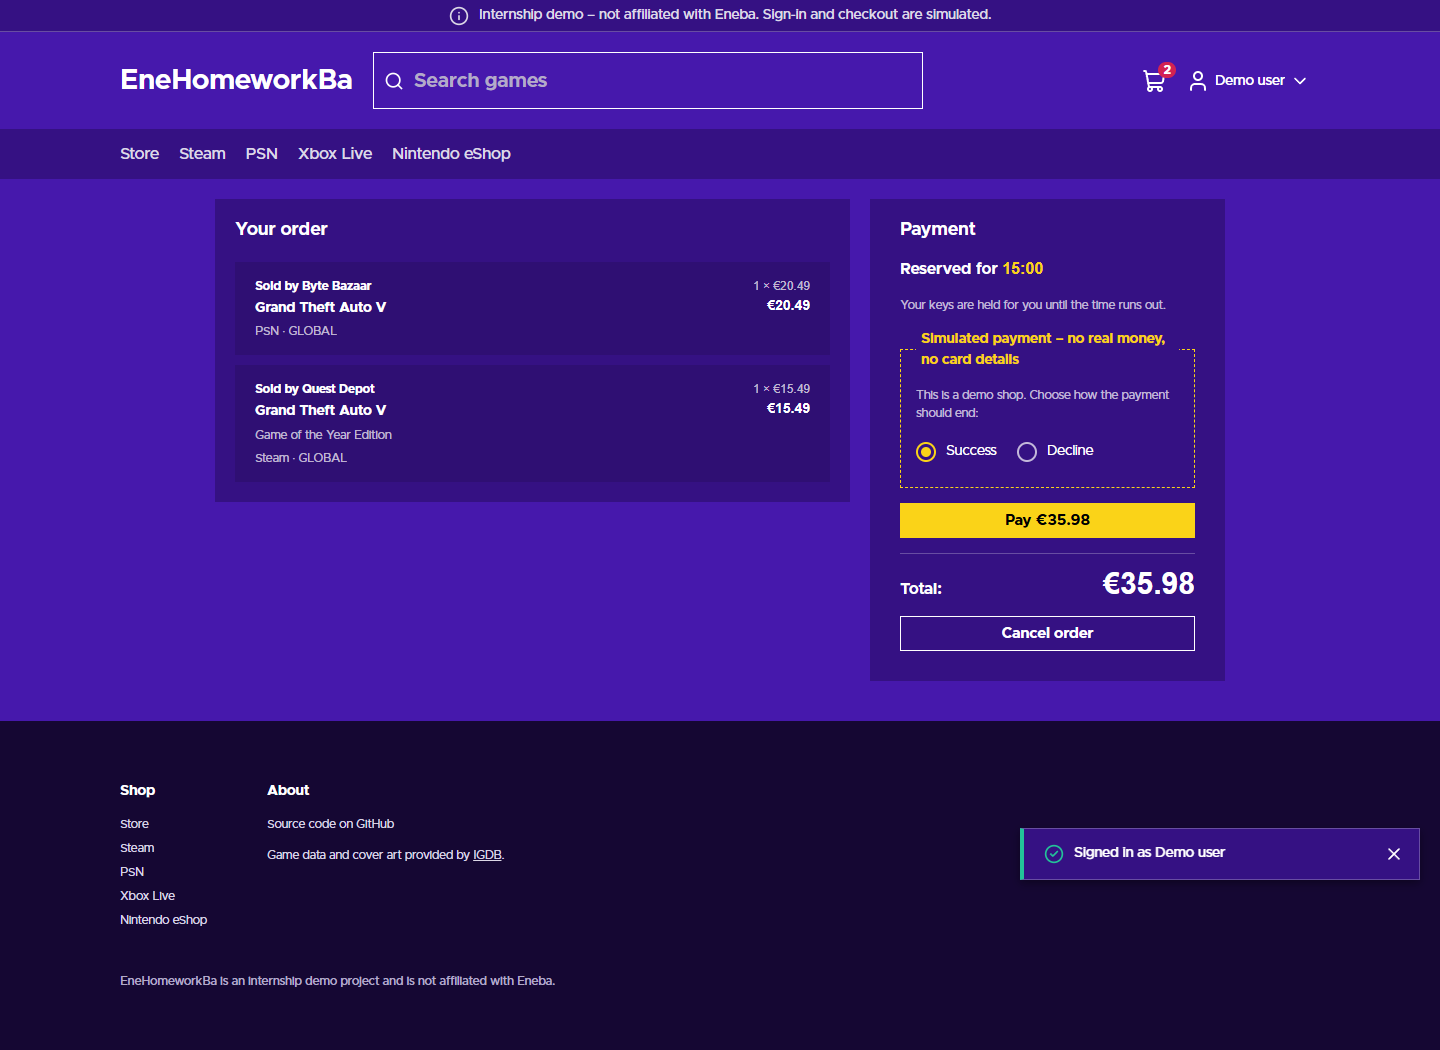 Internship demo – not affiliated with Eneba. Sign-in and checkout are simulated.
EneHomeworkBa
Search games
2
Demo user
Store
Steam
PSN
Xbox Live
Nintendo eShop
Your order
Sold by Byte Bazaar
1 × €20.49
Grand Theft Auto V
€20.49
PSN · GLOBAL
Sold by Quest Depot
1 × €15.49
Grand Theft Auto V
€15.49
Game of the Year Edition
Steam · GLOBAL
Payment
Reserved for 15:00
Your keys are held for you until the time runs out.
Simulated payment – no real money,
no card details
This is a demo shop. Choose how the payment
should end:
Success
Decline
Pay €35.98
Total:
€35.98
Cancel order
Shop
Store
Steam
PSN
Xbox Live
Nintendo eShop
About
Source code on GitHub
Game data and cover art provided by IGDB.
Signed in as Demo user
EneHomeworkBa is an internship demo project and is not affiliated with Eneba.